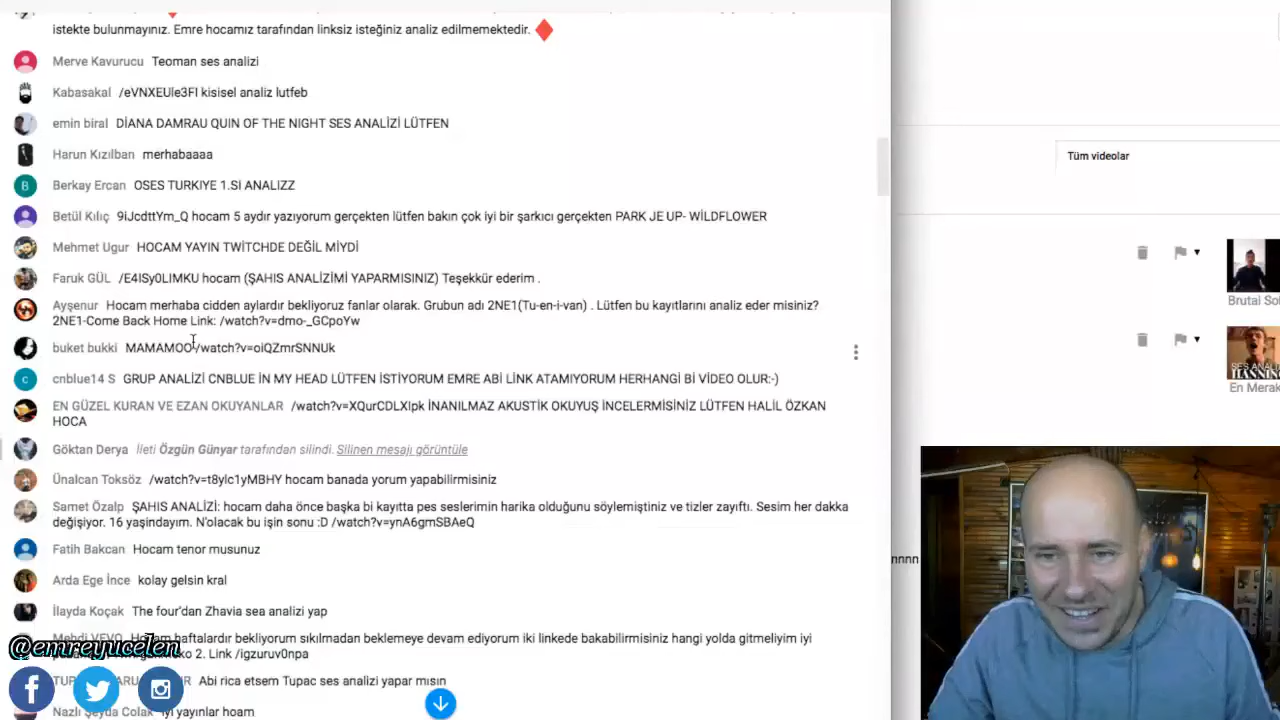 istekte bulunmayınız. Emre hocamız tarafından linksiz isteğiniz analiz edilmemektedir.
Merve Kavurucu Teoman ses analizi
Kabasakal /eVNXEUle3FI kisisel analiz lutfeb
emin biral DİANA DAMRAU QUIN OF THE NIGHT SES ANALİZİ LÜTFEN
Harun Kızılban merhabaaaa
B Berkay Ercan OSES TURKIYE 1.SI ANALIZZ
Betül Kılıç 9iJcdttYm_Q hocam 5 aydır yazıyorum gerçekten lütfen bakın çok iyi bir şarkıcı gerçekten PARK JE UP- WİLDFLOWER
Mehmet Ugur HOCAM YAYIN TWİTCHDE DEĞİL MİYDİ
Faruk GÜL /E4ISy0LIMKU hocam (ŞAHIS ANALİZİMİ YAPARMISINIZ) Teşekkür ederim .
Ayşenur Hocam merhaba cidden aylardır bekliyoruz fanlar olarak. Grubun adı 2NE1(Tu-en-i-van) . Lütfen bu kayıtlarını analiz eder misiniz?
2NE1-Come Back Home Link: /watch?v=dmo-_GCpoYw
buket bukki MAMAMOO /watch?v=oiQZmrSNNUk
c cnblue14 S GRUP ANALİZİ CNBLUE İN MY HEAD LÜTFEN İSTİYORUM EMRE ABİ LİNK ATAMIYORUM HERHANGİ Bİ VİDEO OLUR:-)
EN GÜZEL KURAN VE EZAN OKUYANLAR /watch?v=XQurCDLXIpk İNANILMAZ AKUSTİK OKUYUŞ İNCELERMİSİNİZ LÜTFEN HALİL ÖZKAN
HOCA
Göktan Derya İleti Özgün Günyar tarafından silindi. Silinen mesajı görüntüle
Ünalcan Toksöz /watch?v=t8ylc1yMBHY hocam banada yorum yapabilirmisiniz
Samet Özalp ŞAHIS ANALİZİ: hocam daha önce başka bi kayıtta pes seslerimin harika olduğunu söylemiştiniz ve tizler zayıftı. Sesim her dakka
değişiyor. 16 yaşindayım. N'olacak bu işin sonu :D /watch?v=ynA6gmSBAeQ
Fatih Bakcan Hocam tenor musunuz
Arda Ege İnce kolay gelsin kral
İlayda Koçak The four'dan Zhavia sea analizi yap
Mehdi VEVO Hocam haftalardır bekliyorum sıkılmadan beklemeye devam ediyorum iki linkede bakabilirmisiniz hangi yolda gitmeliyim iyi
2. Link /igzuruv0npa
Abi rica etsem Tupac ses analizi yapar mısın
Nazlı Şeyda Çolak iyi yayınlar hoam
@emreyucelen
Tüm videolar
Brutai Sol
SES ANALİ
HANNIN
En Merak
nnnn